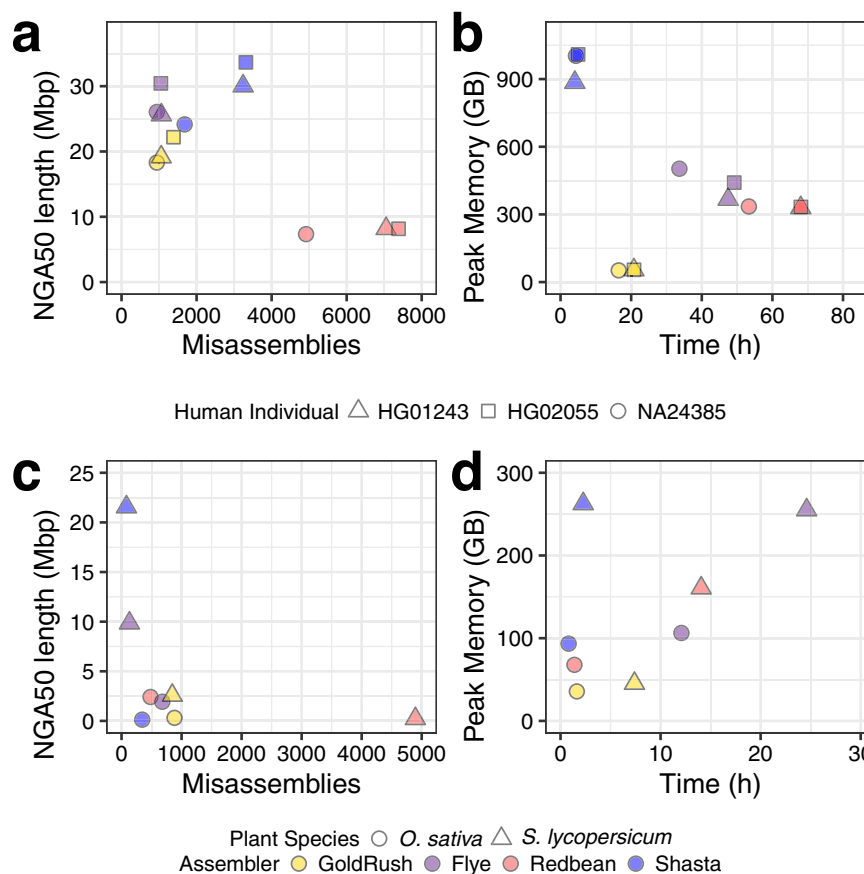 a
NGA50 length (Mbp)
30
20
10
0
0 2000 4000 6000 8000
Misassemblies
b
Peak Memory (GB)
900
600
300
0
0 20 40 60 80
Time (h)
Human Individual HG01243 HG02055 NA24385
c
NGA50 length (Mbp)
25
20
15
10
5
0
0 1000 2000 3000 4000 5000
Misassemblies
d
Peak Memory (GB)
300
200
100
0
0 10 20 30
Time (h)
Plant Species O. sativa S. lycopersicum
Assembler GoldRush Flye Redbean Shasta